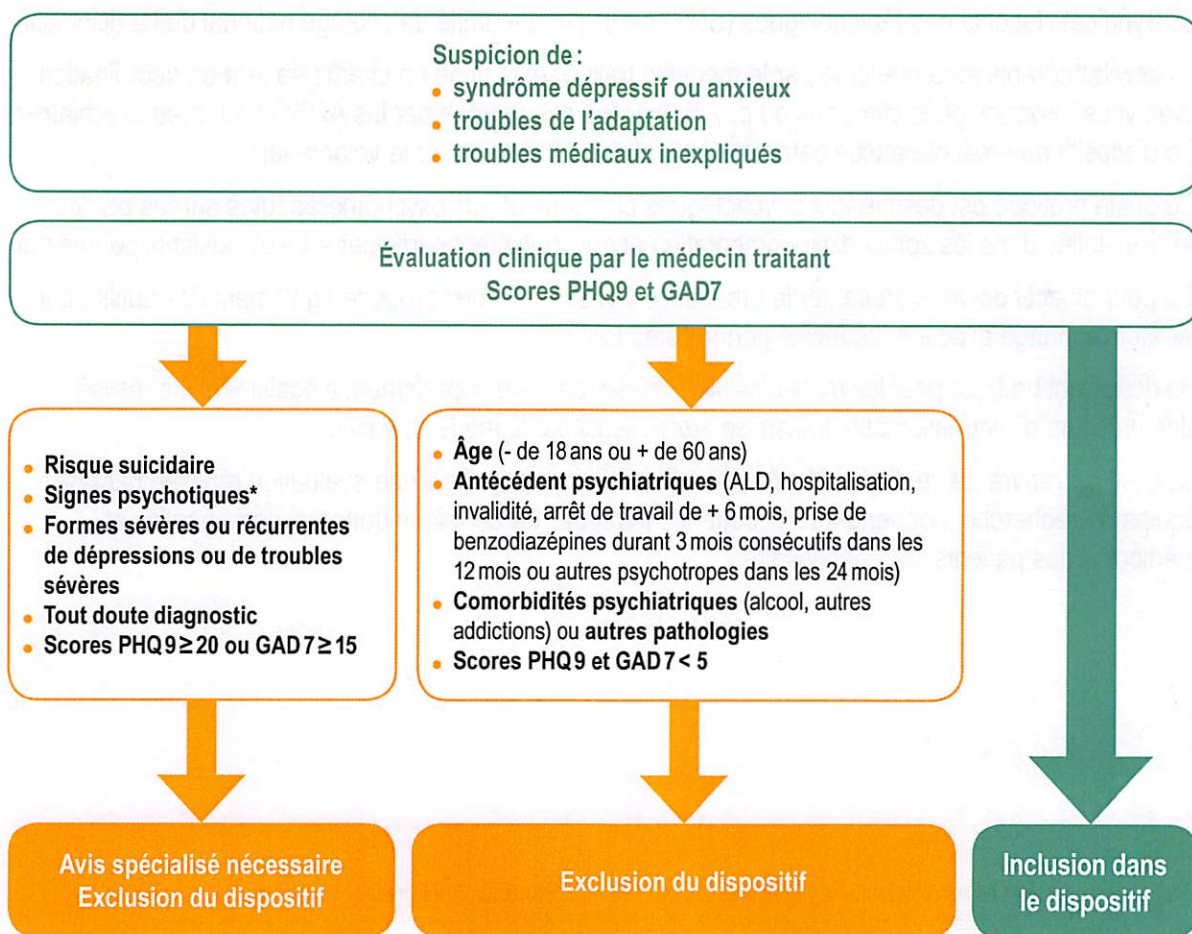 Suspicion de :
• syndrôme dépressif ou anxieux
• troubles de l'adaptation
• troubles médicaux inexpliqués
Évaluation clinique par le médecin traitant
Scores PHQ9 et GAD7
• Risque suicidaire
• Signes psychotiques*
• Formes sévères ou récurrentes
de dépressions ou de troubles
sévères
• Tout doute diagnostic
• Scores PHQ9 ≥ 20 ou GAD7 ≥ 15
• Âge (- de 18 ans ou + de 60 ans)
• Antécédent psychiatriques (ALD, hospitalisation,
invalidité, arrêt de travail de + 6 mois, prise de
benzodiazépines durant 3 mois consécutifs dans les
12 mois ou autres psychotropes dans les 24 mois)
• Comorbidités psychiatriques (alcool, autres
addictions) ou autres pathologies
• Scores PHQ9 et GAD7 < 5
Avis spécialisé nécessaire
Exclusion du dispositif
Exclusion du dispositif
Inclusion dans
le dispositif